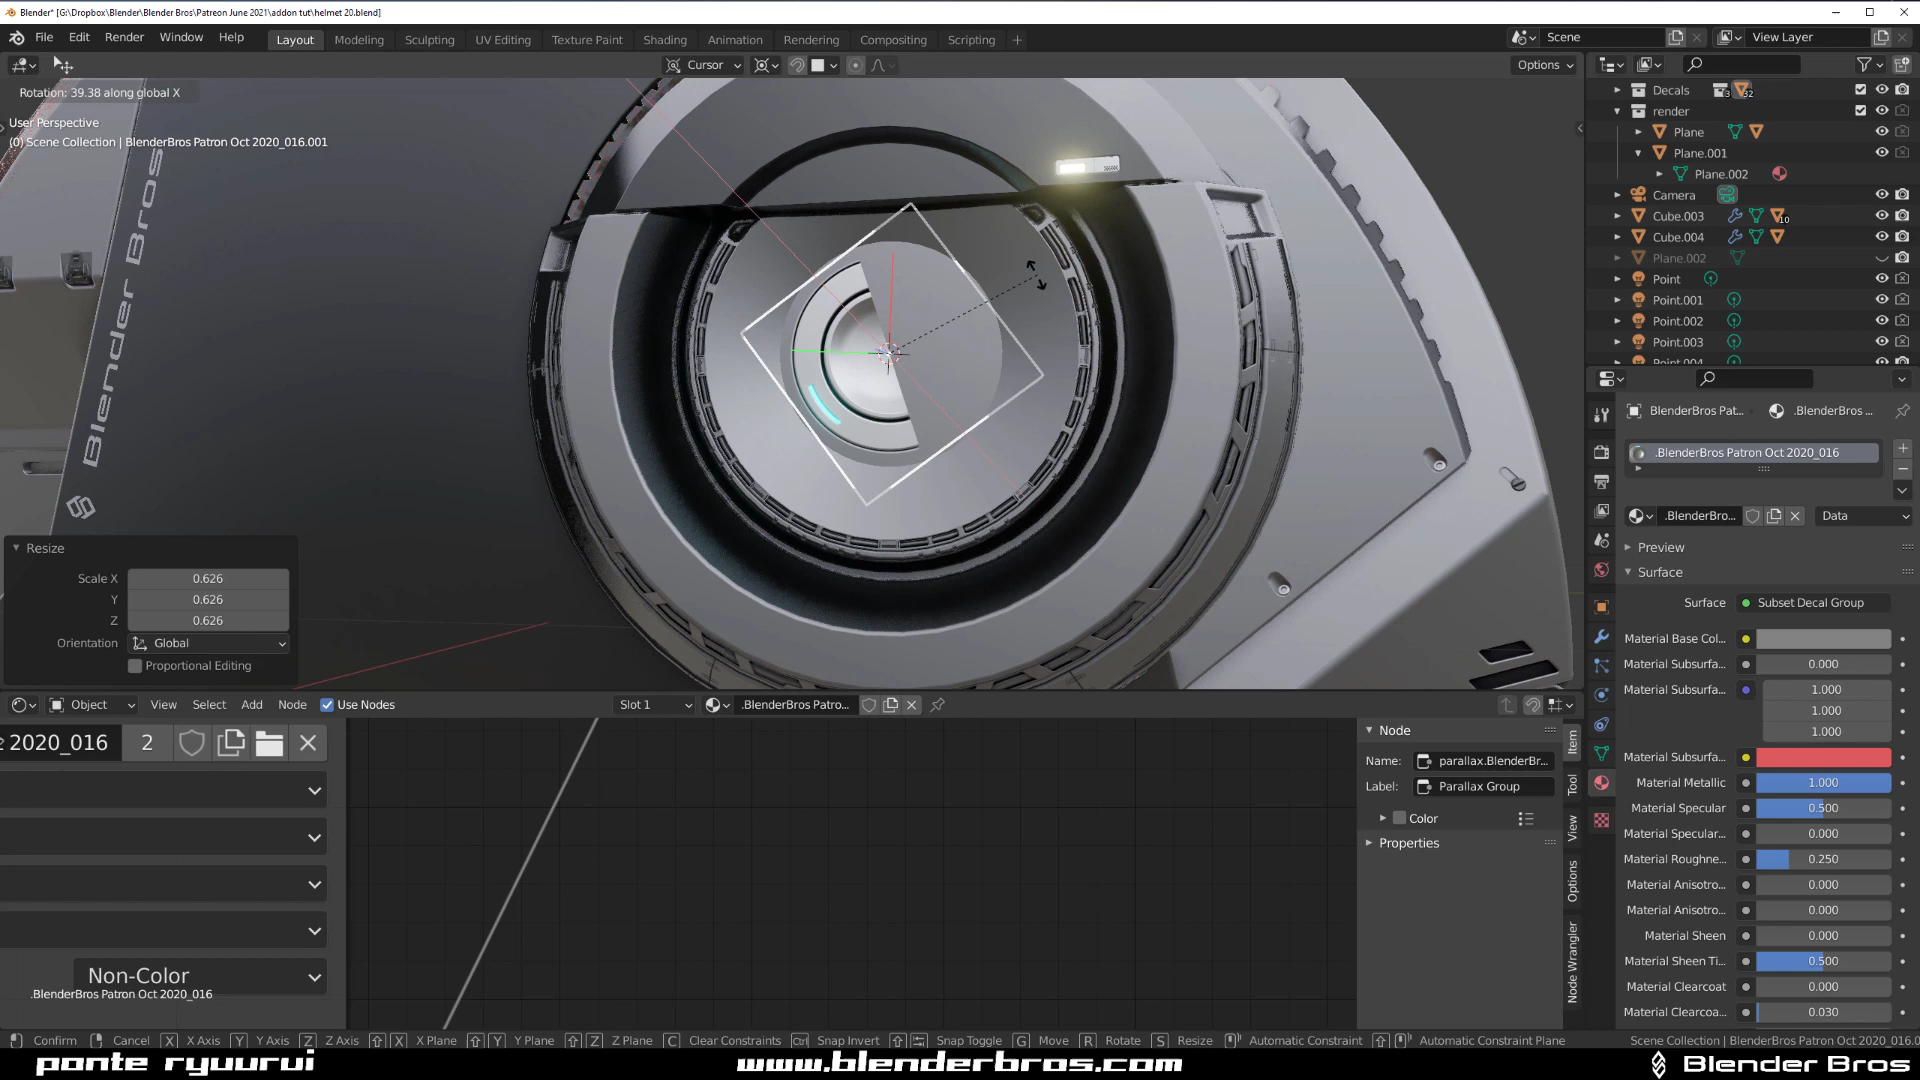 Blender* [G:\Dropbox\Blender\Blender Bros\Patreon June 2021\addon tut\helmet 20.blend]
File Edit Render Window Help Layout Modeling Sculpting UV Editing Texture Paint Shading Animation Rendering Compositing Scripting + Scene View Layer
Cursor Options
Rotation: 39.38 along global X
User Perspective
(0) Scene Collection | BlenderBros Patron Oct 2020_016.001
Blender Bros
Decals 3 32
render
Plane
Plane.001
Plane.002
Camera
Cube.003 10
Cube.004
Plane.002
Point
Point.001
Point.002
Point.003
Point.004
Resize
Scale X 0.626
Y 0.626
Z 0.626
Orientation Global
Proportional Editing
BlenderBros Pat... .BlenderBros ...
.BlenderBros Patron Oct 2020_016
.BlenderBro... Data
Preview
Surface
Surface Subset Decal Group
Material Base Col...
Material Subsurfa... 0.000
Material Subsurfa... 1.000
1.000
1.000
Material Subsurfa...
Material Metallic 1.000
Material Specular 0.500
Material Specular... 0.000
Material Roughne... 0.250
Material Anisotro... 0.000
Material Anisotro... 0.000
Material Sheen 0.000
Material Sheen Ti... 0.500
Material Clearcoat 0.000
Material Clearcoa... 0.030
Object View Select Add Node Use Nodes Slot 1 .BlenderBros Patro...
2020_016 2
Non-Color
.BlenderBros Patron Oct 2020_016
Node
Name: parallax.BlenderBr...
Label: Parallax Group
Color
Properties
Item
Tool
View
Options
Node Wrangler
Confirm Cancel X X Axis Y Y Axis Z Z Axis X X Plane Y Y Plane Z Z Plane C Clear Constraints Ctrl Snap Invert Snap Toggle G Move R Rotate S Resize Automatic Constraint Automatic Constraint Plane Scene Collection | BlenderBros Patron Oct 2020_016.0
ponte ryuurui www.blenderbros.com Blender Bros